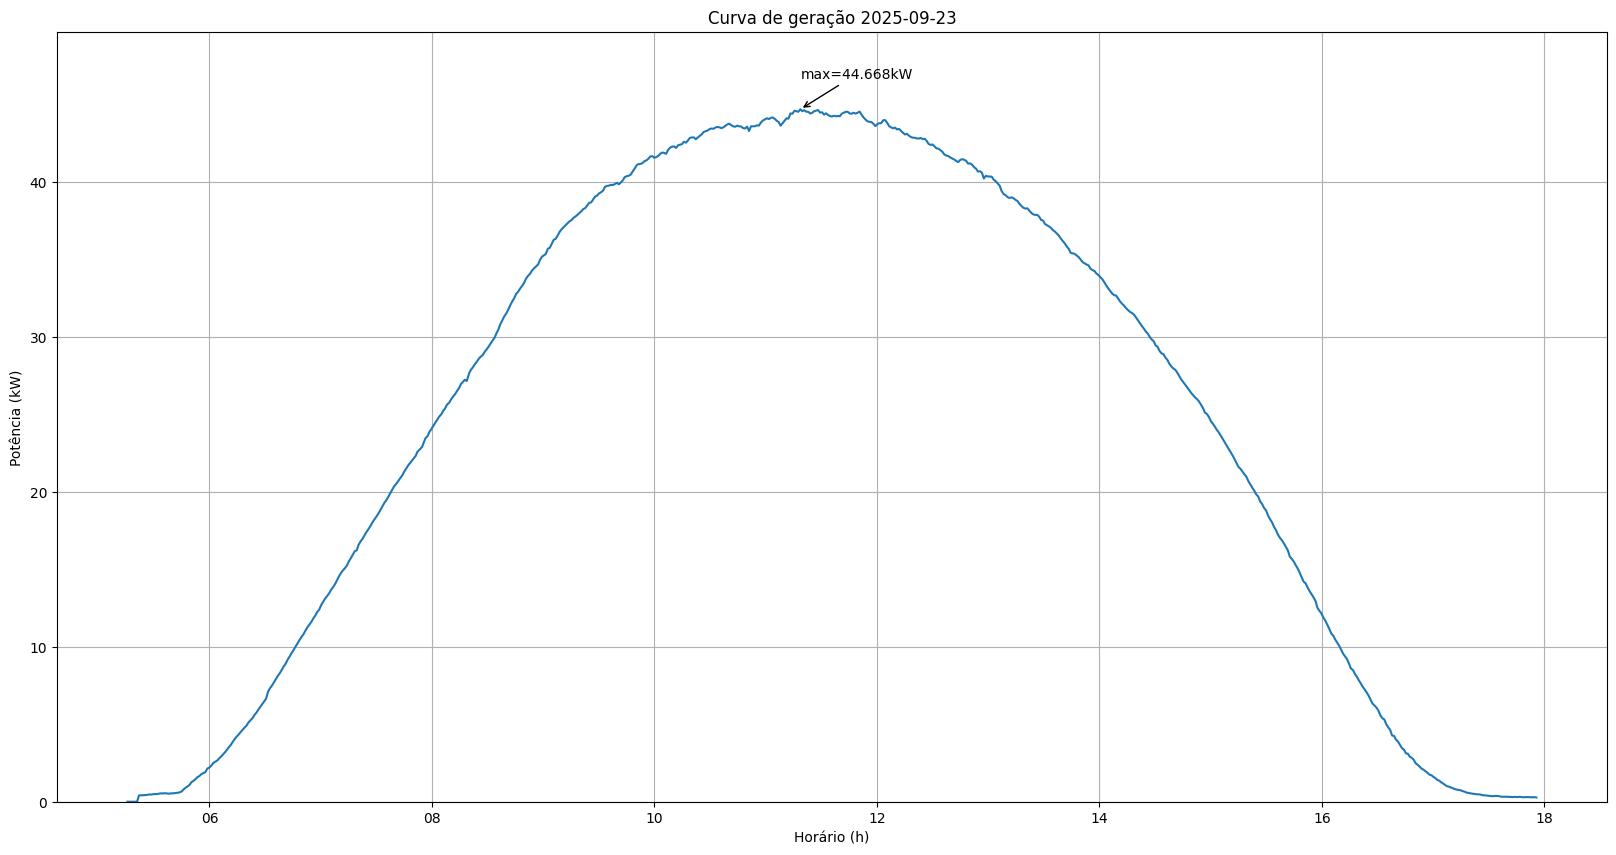 Curva de geração 2025-09-23
max=44.668kW
40
30
20
10
0
Potência (kW)
06 08 10 12 14 16 18
Horário (h)